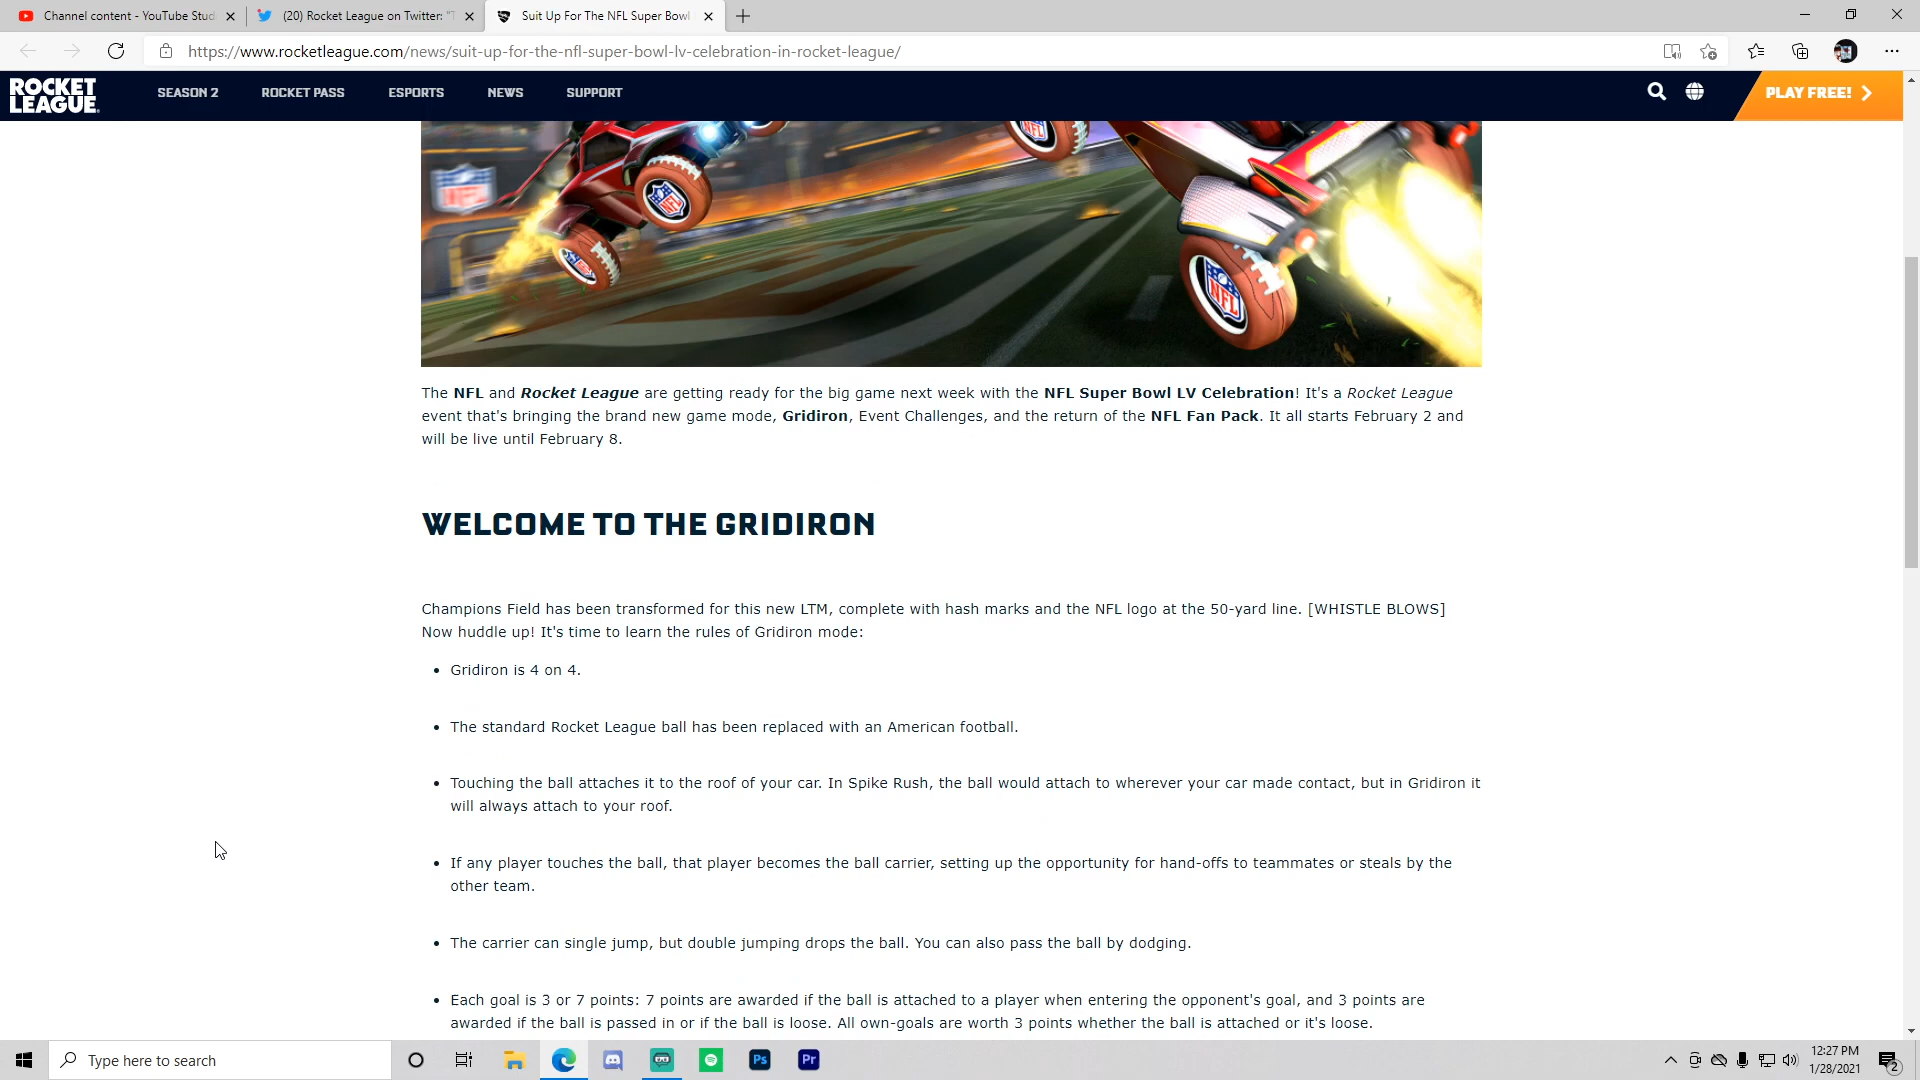 Channel content - YouTube Stud
(20) Rocket League on Twitter: "T
Suit Up For The NFL Super Bowl
https://www.rocketleague.com/news/suit-up-for-the-nfl-super-bowl-lv-celebration-in-rocket-league/
ROCKET
LEAGUE
SEASON 2
ROCKET PASS
ESPORTS
NEWS
SUPPORT
PLAY FREE!
NFL
NFL
NFL
NFL
NFL
The NFL and Rocket League are getting ready for the big game next week with the NFL Super Bowl LV Celebration! It's a Rocket League
event that's bringing the brand new game mode, Gridiron, Event Challenges, and the return of the NFL Fan Pack. It all starts February 2 and
will be live until February 8.
WELCOME TO THE GRIDIRON
Champions Field has been transformed for this new LTM, complete with hash marks and the NFL logo at the 50-yard line. [WHISTLE BLOWS]
Now huddle up! It's time to learn the rules of Gridiron mode:
• Gridiron is 4 on 4.
• The standard Rocket League ball has been replaced with an American football.
• Touching the ball attaches it to the roof of your car. In Spike Rush, the ball would attach to wherever your car made contact, but in Gridiron it
will always attach to your roof.
• If any player touches the ball, that player becomes the ball carrier, setting up the opportunity for hand-offs to teammates or steals by the
other team.
• The carrier can single jump, but double jumping drops the ball. You can also pass the ball by dodging.
• Each goal is 3 or 7 points: 7 points are awarded if the ball is attached to a player when entering the opponent's goal, and 3 points are
awarded if the ball is passed in or if the ball is loose. All own-goals are worth 3 points whether the ball is attached or it's loose.
Type here to search
Ps
Pr
12:27 PM
1/28/2021
2